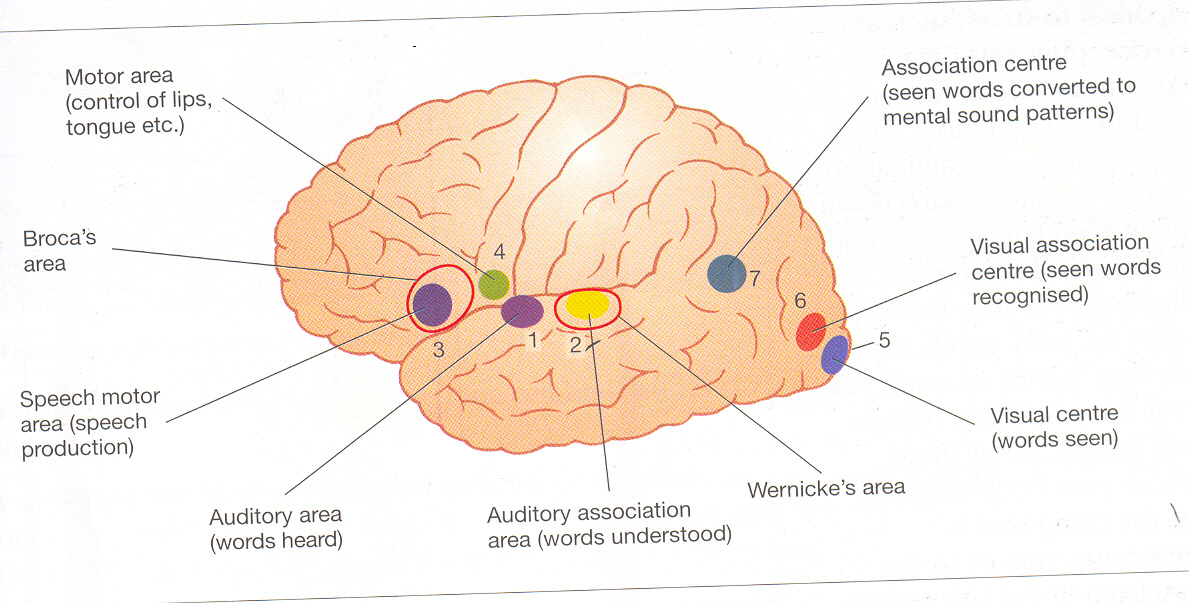 Motor area
(control of lips,
tongue etc.)
Association centre
(seen words converted to
mental sound patterns)
Broca's
area
4
Visual association
centre (seen words
recognised)
7
6
3
1
2
5
Speech motor
area (speech
production)
Visual centre
(words seen)
Wernicke's area
Auditory area
(words heard)
Auditory association
area (words understood)